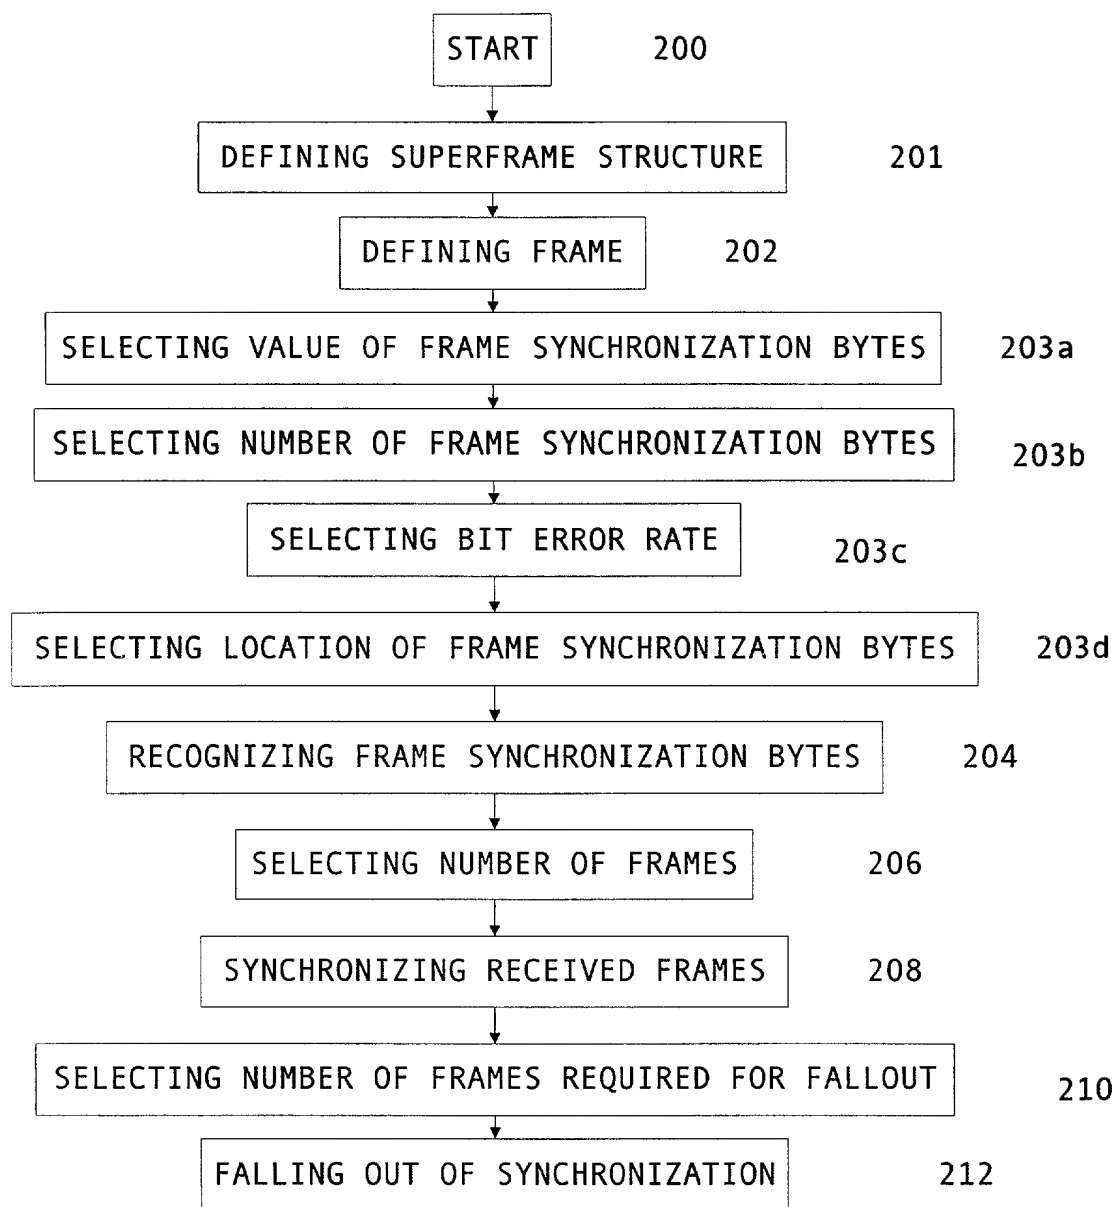 START 200
DEFINING SUPERFRAME STRUCTURE 201
DEFINING FRAME 202
SELECTING VALUE OF FRAME SYNCHRONIZATION BYTES 203a
SELECTING NUMBER OF FRAME SYNCHRONIZATION BYTES 203b
SELECTING BIT ERROR RATE 203c
SELECTING LOCATION OF FRAME SYNCHRONIZATION BYTES 203d
RECOGNIZING FRAME SYNCHRONIZATION BYTES 204
SELECTING NUMBER OF FRAMES 206
SYNCHRONIZING RECEIVED FRAMES 208
SELECTING NUMBER OF FRAMES REQUIRED FOR FALLOUT 210
FALLING OUT OF SYNCHRONIZATION 212